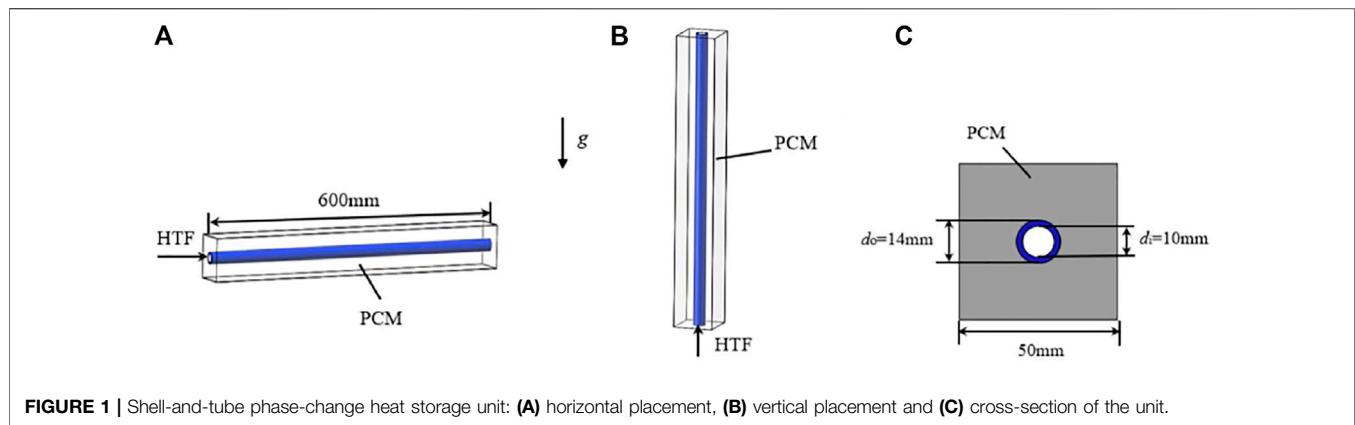 A
B
C
g
600mm
HTF
PCM
PCM
HTF
PCM
do=14mm
di=10mm
50mm
FIGURE 1 | Shell-and-tube phase-change heat storage unit: (A) horizontal placement, (B) vertical placement and (C) cross-section of the unit.